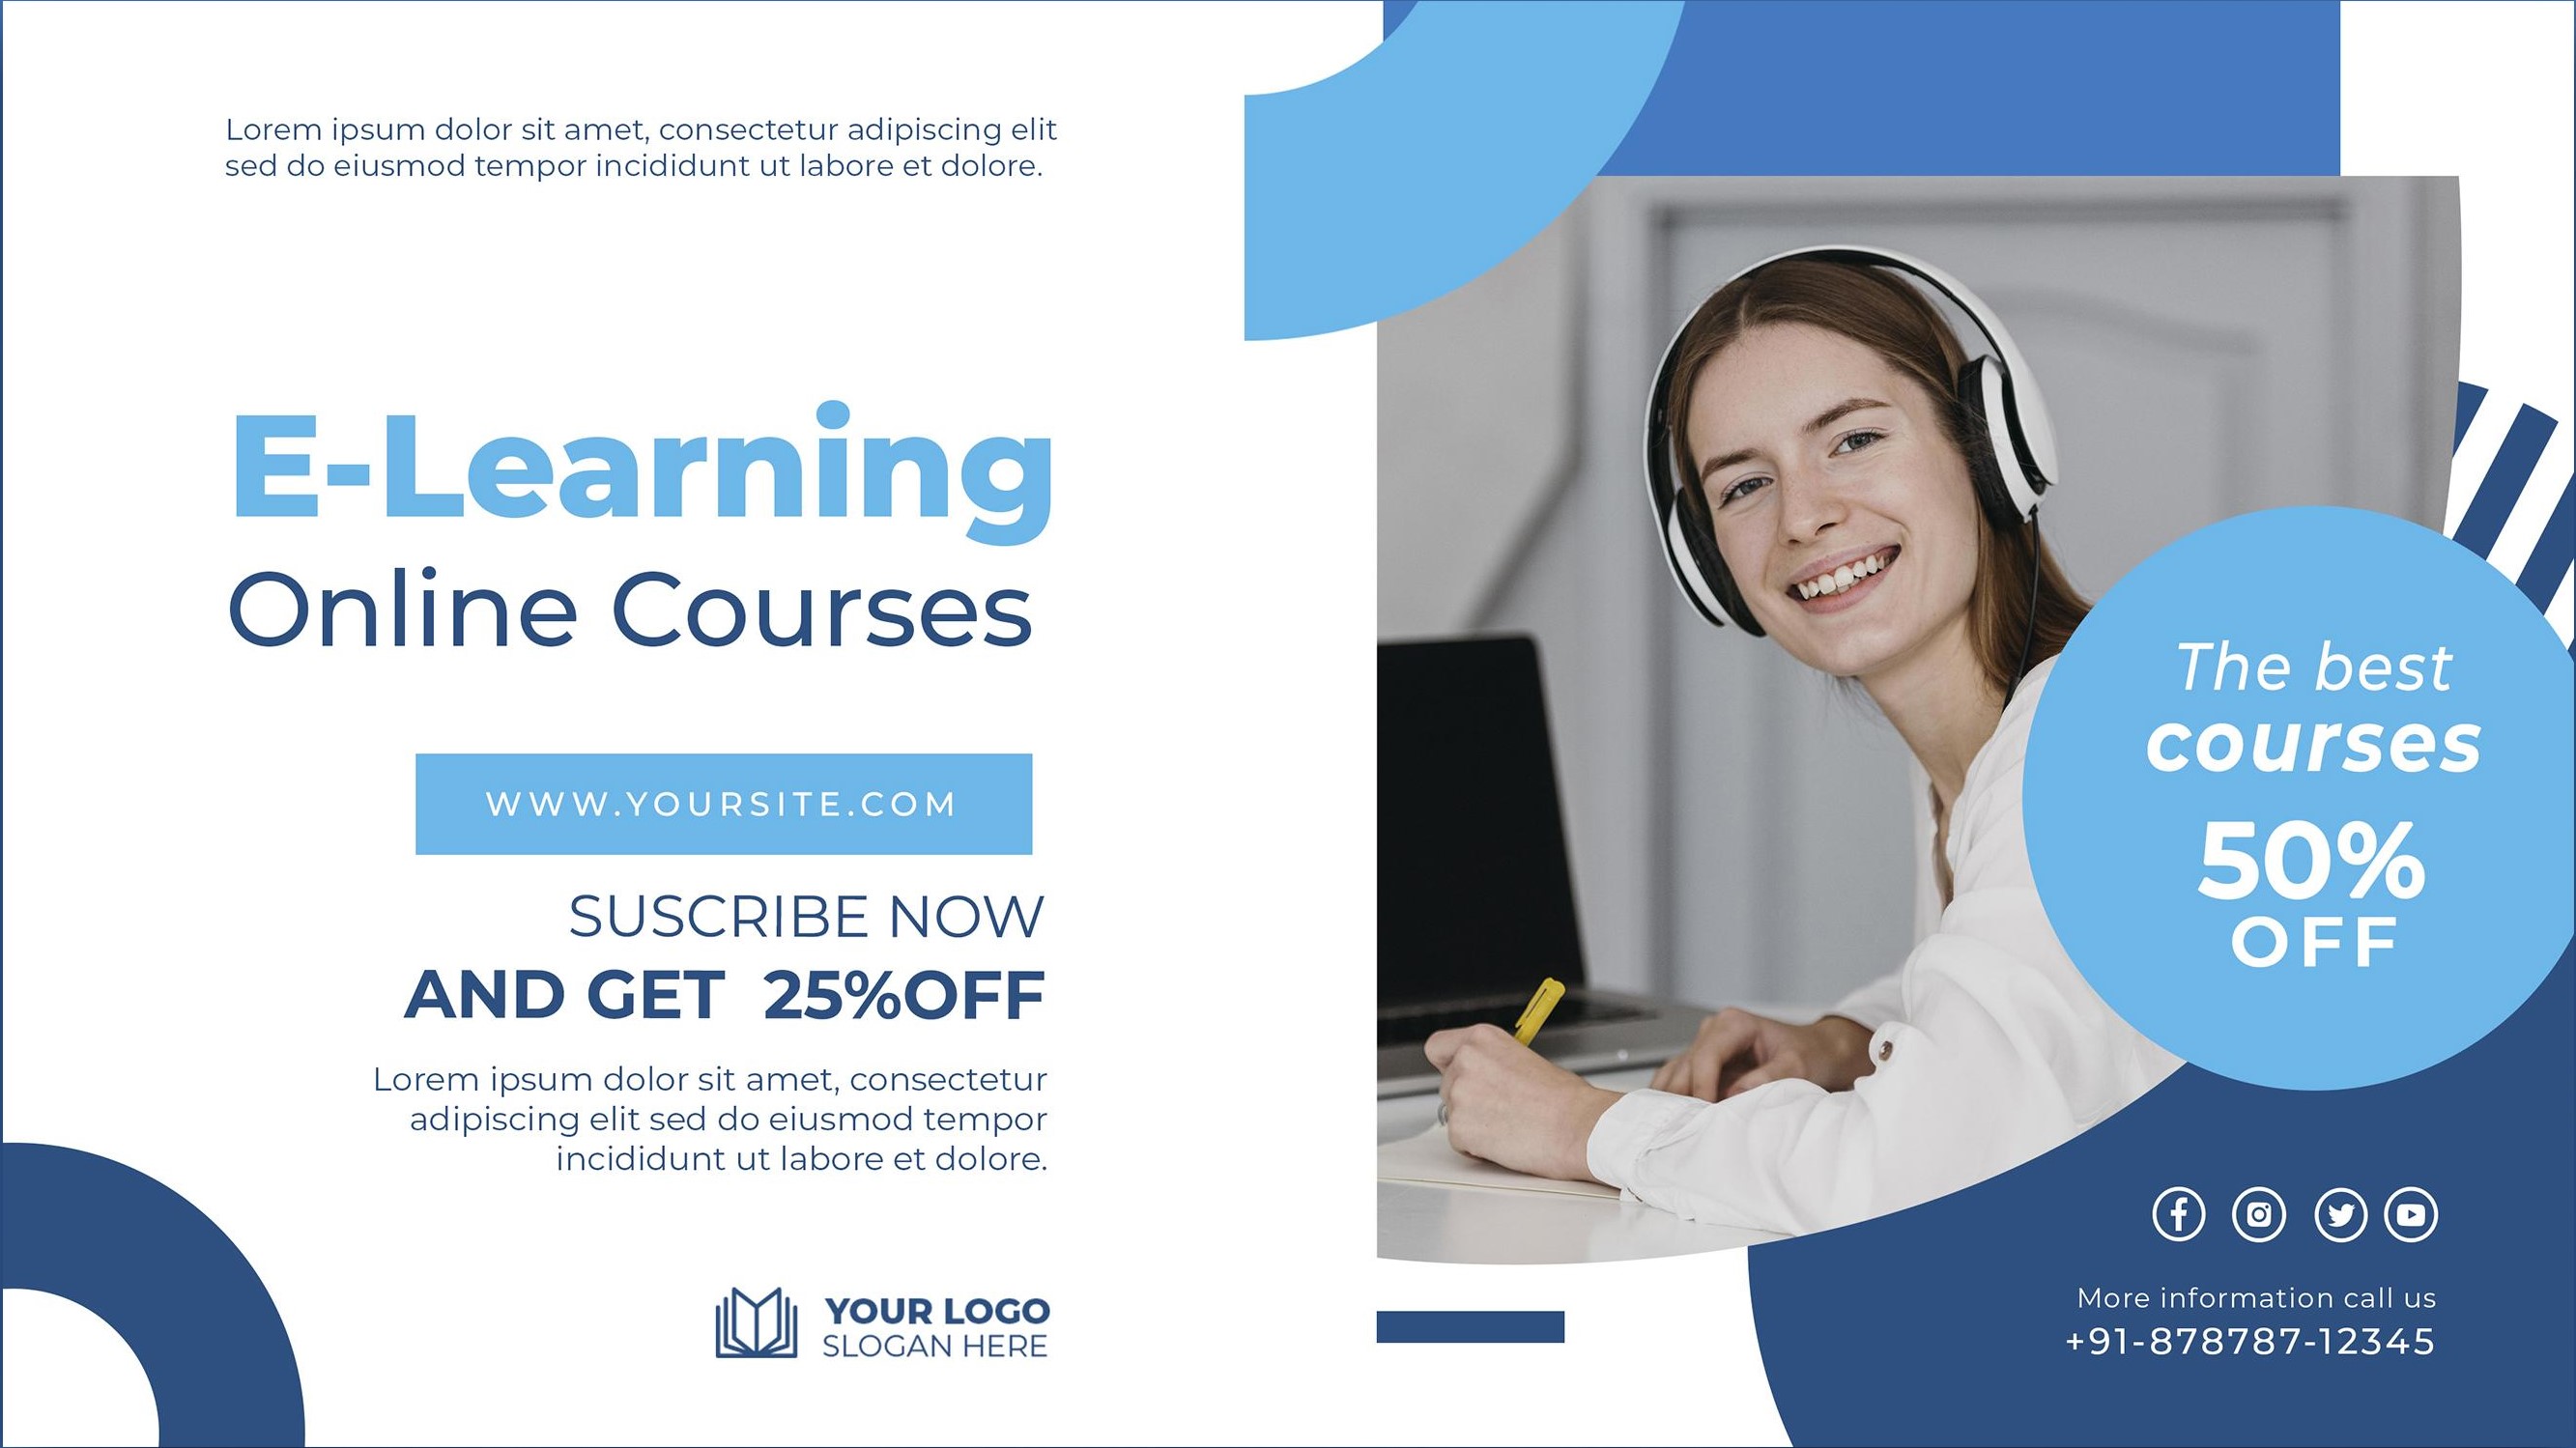 Lorem ipsum dolor sit amet, consectetur adipiscing elit
sed do eiusmod tempor incididunt ut labore et dolore.
E-Learning
Online Courses
WWW.YOURSITE.COM
SUSCRIBE NOW
AND GET 25%OFF
Lorem ipsum dolor sit amet, consectetur
adipiscing elit sed do eiusmod tempor
incididunt ut labore et dolore.
YOUR LOGO
SLOGAN HERE
The best
courses
50%
OFF
More information call us
+91-878787-12345